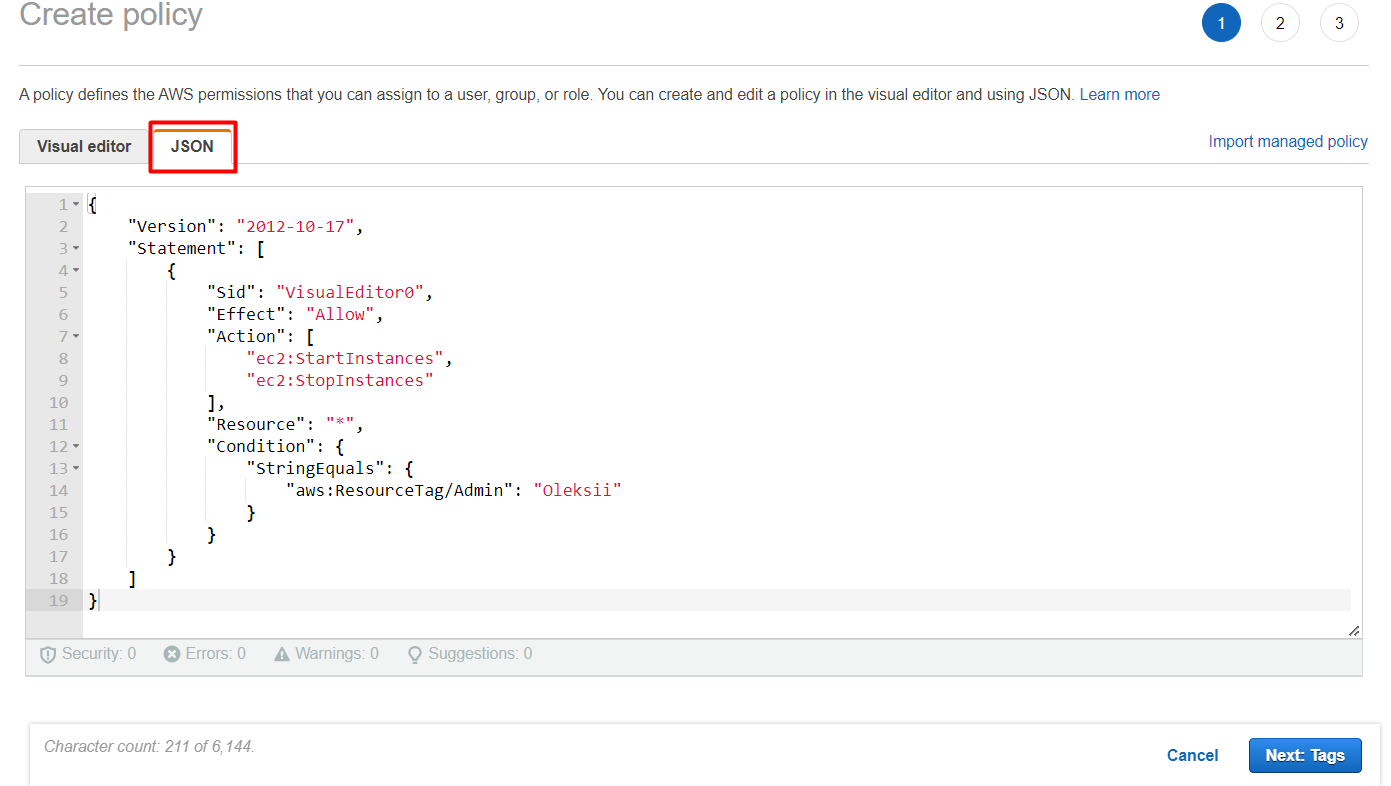 Create policy
1 2 3
A policy defines the AWS permissions that you can assign to a user, group, or role. You can create and edit a policy in the visual editor and using JSON. Learn more
Visual editor JSON Import managed policy
1 {
2 "Version": "2012-10-17",
3 "Statement": [
4 {
5 "Sid": "VisualEditor0",
6 "Effect": "Allow",
7 "Action": [
8 "ec2:StartInstances",
9 "ec2:StopInstances"
10 ],
11 "Resource": "*",
12 "Condition": {
13 "StringEquals": {
14 "aws:ResourceTag/Admin": "Oleksii"
15 }
16 }
17 }
18 ]
19 }
Security: 0 Errors: 0 Warnings: 0 Suggestions: 0
Character count: 211 of 6,144.
Cancel Next: Tags